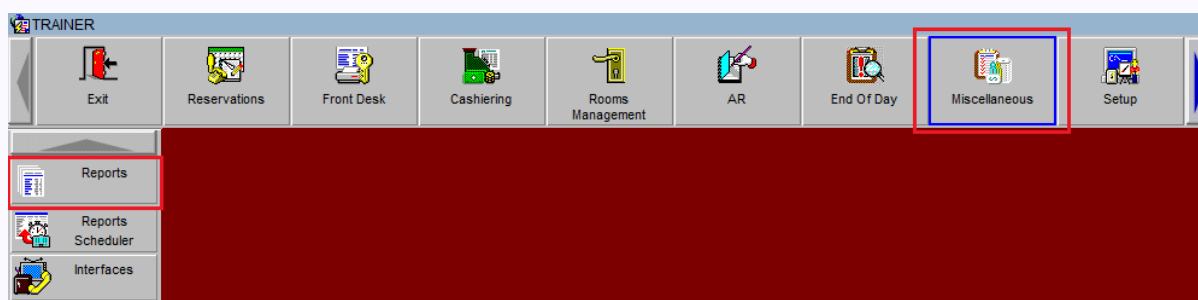 TRAINER
Exit
Reservations
Front Desk
Cashiering
Rooms
Management
AR
End Of Day
Miscellaneous
Setup
Reports
Reports
Scheduler
Interfaces